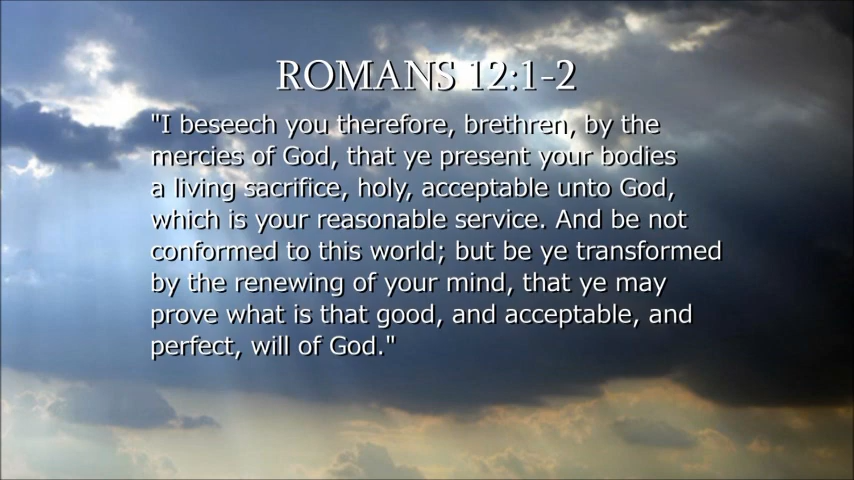 ROMANS 12:1-2
"I beseech you therefore, brethren, by the
mercies of God, that ye present your bodies
a living sacrifice, holy, acceptable unto God,
which is your reasonable service. And be not
conformed to this world; but be ye transformed
by the renewing of your mind, that ye may
prove what is that good, and acceptable, and
perfect, will of God."